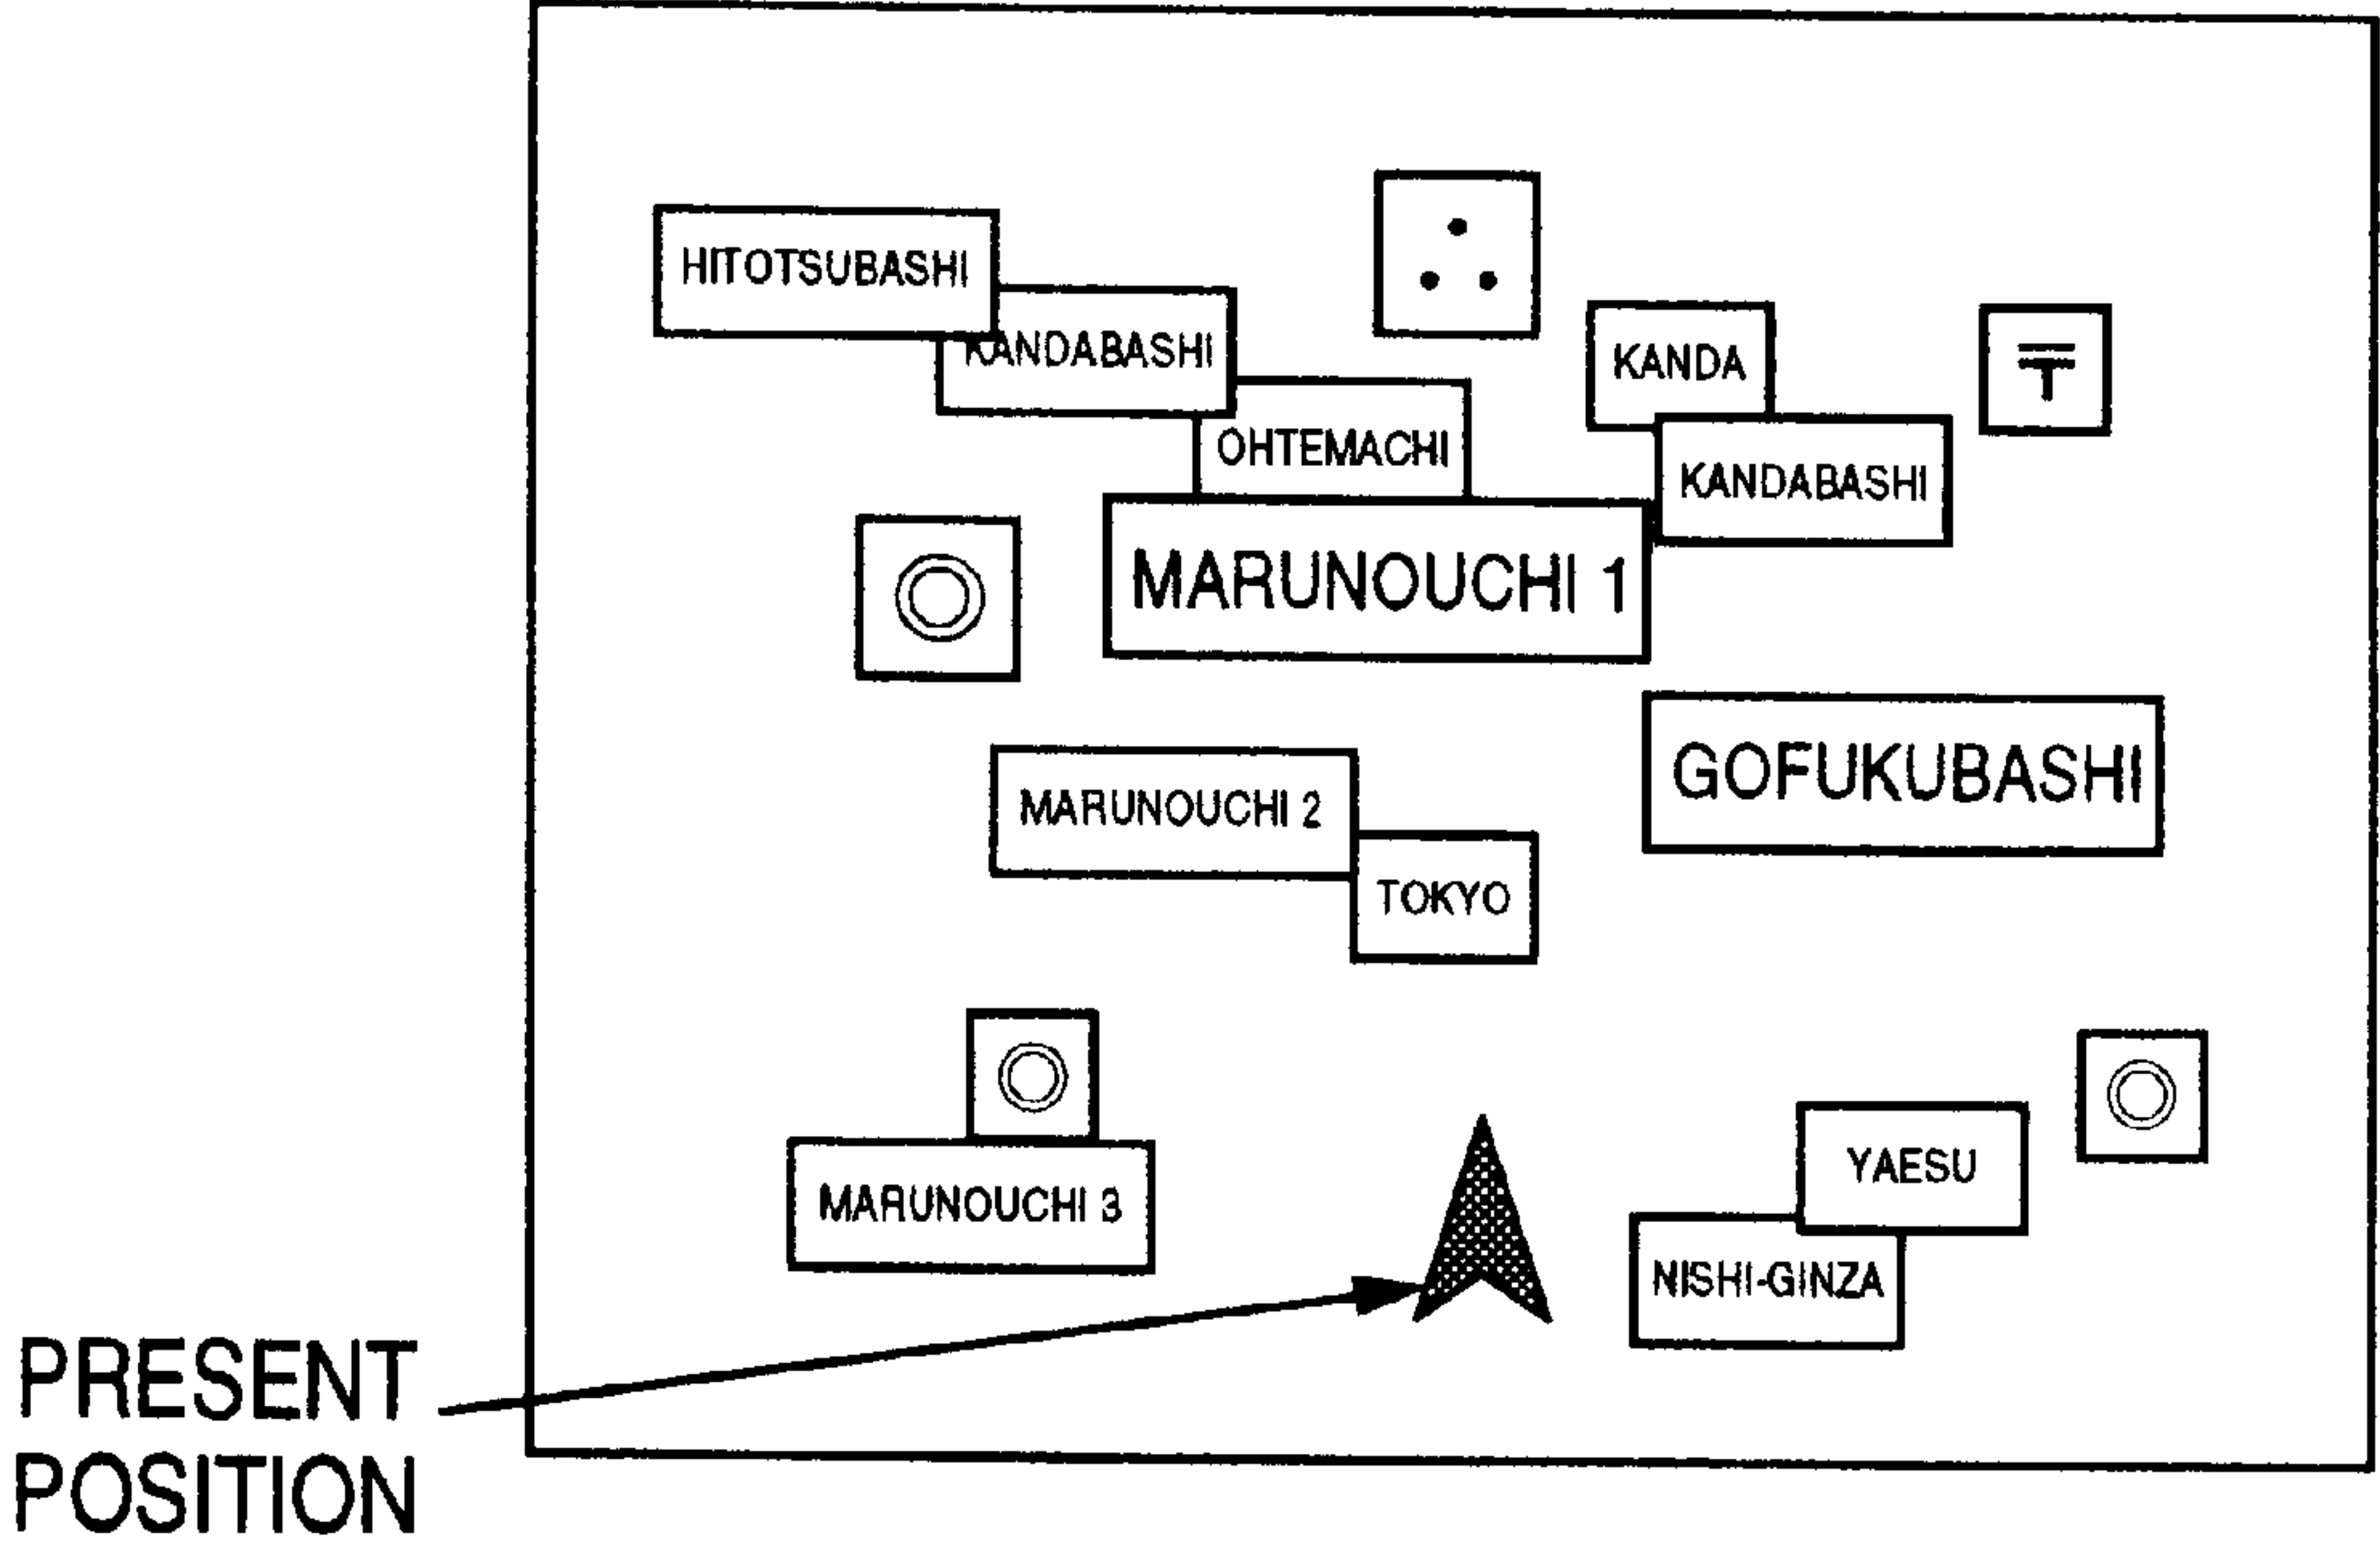 HITOTSUBASHI
KANDABASHI
KANDA
〒
OHTEMACHI
KANDABASHI
MARUNOUCHI 1
GOFUKUBASHI
MARUNOUCHI 2
TOKYO
YAESU
MARUNOUCHI 3
NISHI-GINZA
PRESENT
POSITION